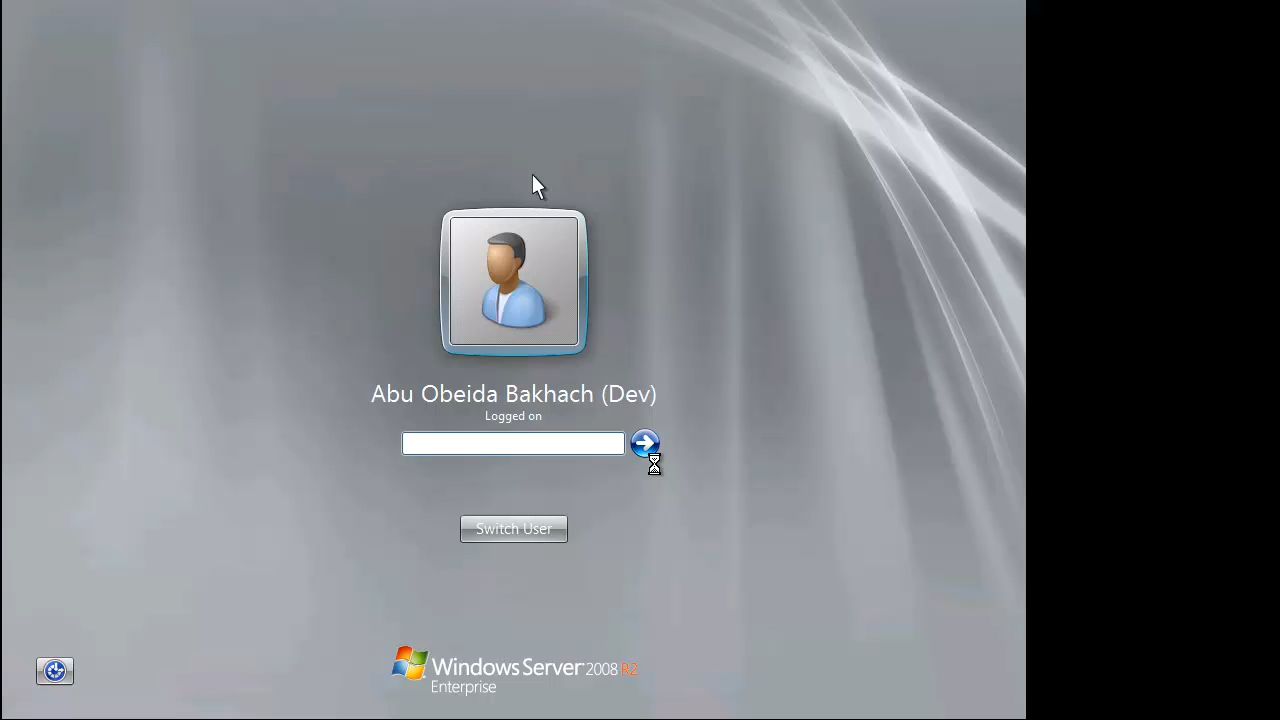 Abu Obeida Bakhach (Dev)
Logged on
Switch User
Windows Server 2008 R2
Enterprise